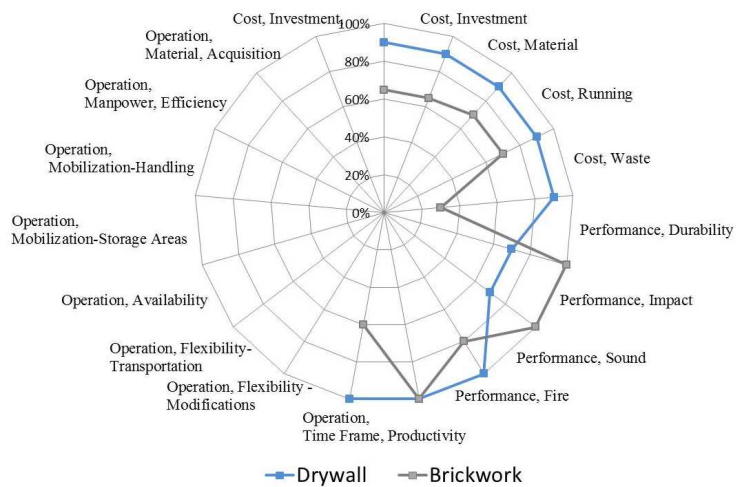 Cost, Investment
100%
Cost, Investment
Operation,
Material, Acquisition
Cost, Material
80%
Operation,
Manpower, Efficiency
Cost, Running
60%
Operation,
Mobilization-Handling
40%
Cost, Waste
20%
0%
Operation,
Mobilization-Storage Areas
Performance, Durability
Operation, Availability
Performance, Impact
Operation, Flexibility-
Transportation
Performance, Sound
Operation, Flexibility -
Modifications
Performance, Fire
Operation,
Time Frame, Productivity
Drywall
Brickwork